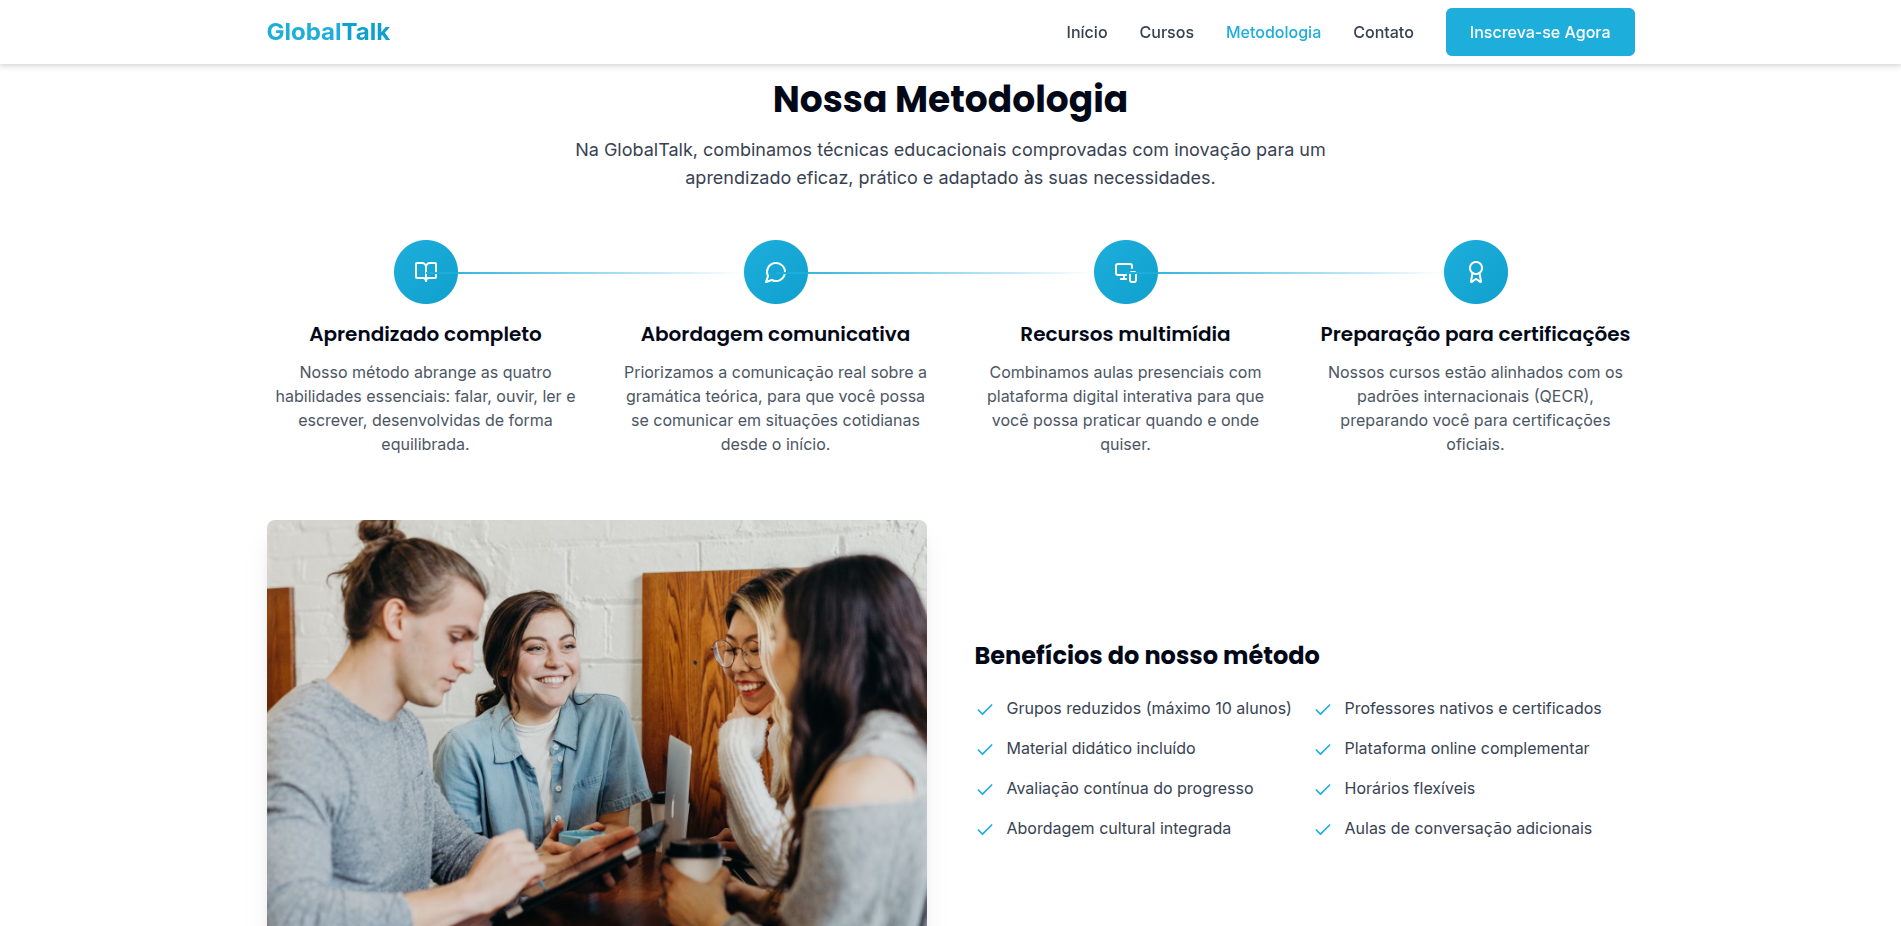 GlobalTalk
Início
Cursos
Metodologia
Contato
Inscreva-se Agora
Nossa Metodologia
Na GlobalTalk, combinamos técnicas educacionais comprovadas com inovação para um
aprendizado eficaz, prático e adaptado às suas necessidades.
Aprendizado completo
Nosso método abrange as quatro
habilidades essenciais: falar, ouvir, ler e
escrever, desenvolvidas de forma
equilibrada.
Abordagem comunicativa
Priorizamos a comunicação real sobre a
gramática teórica, para que você possa
se comunicar em situações cotidianas
desde o início.
Recursos multimídia
Combinamos aulas presenciais com
plataforma digital interativa para que
você possa praticar quando e onde
quiser.
Preparação para certificações
Nossos cursos estão alinhados com os
padrões internacionais (QECR),
preparando você para certificações
oficiais.
Benefícios do nosso método
Grupos reduzidos (máximo 10 alunos)
Professores nativos e certificados
Material didático incluído
Plataforma online complementar
Avaliação contínua do progresso
Horários flexíveis
Abordagem cultural integrada
Aulas de conversação adicionais